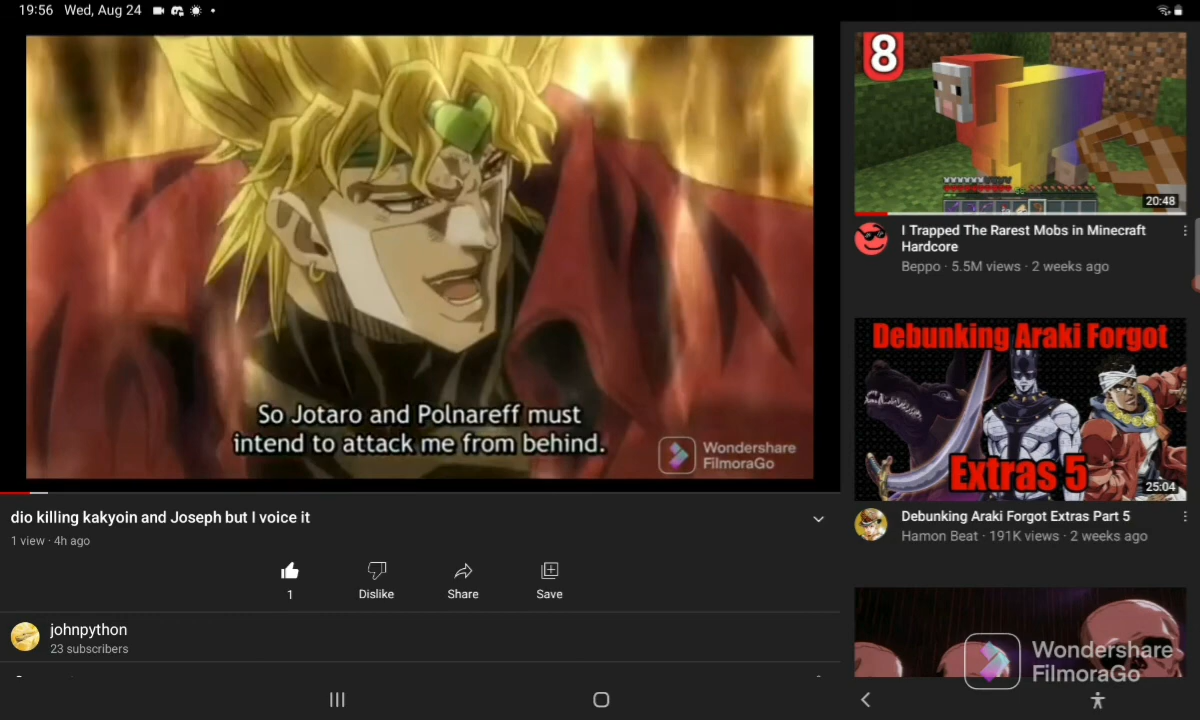 19:56 Wed, Aug 24
So Jotaro and Polnareff must
intend to attack me from behind.
Wondershare
FilmoraGo
dio killing kakyoin and Joseph but I voice it
1 view · 4h ago
1
Dislike
Share
Save
johnpython
23 subscribers
8
20:48
I Trapped The Rarest Mobs in Minecraft
Hardcore
Beppo · 5.5M views · 2 weeks ago
Debunking Araki Forgot
Extras 5
25:04
Debunking Araki Forgot Extras Part 5
Hamon Beat · 191K views · 2 weeks ago
Wondershare
FilmoraGo